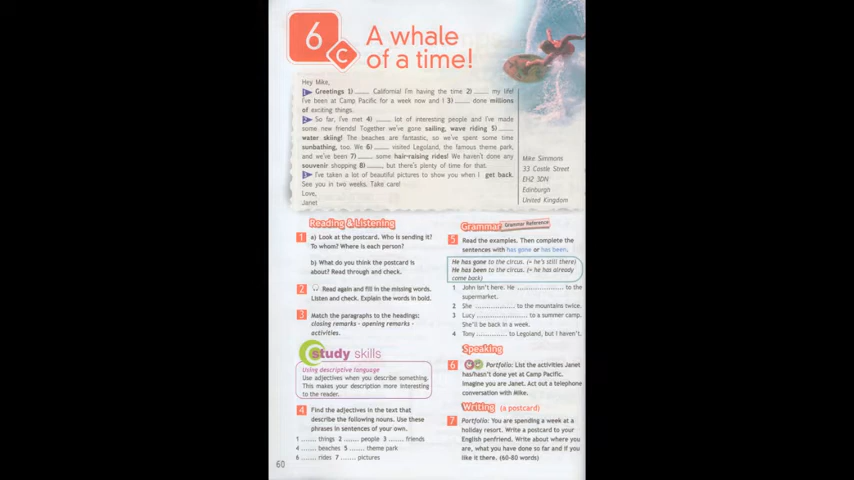 6
C
A whale
of a time!
Hey Mike,
1 Greetings 1) ...... California! I'm having the time 2) ...... my life!
I've been at Camp Pacific for a week now and I 3) ...... done millions
of exciting things.
2 So far, I've met 4) ...... lot of interesting people and I've made
some new friends! Together we've gone sailing, wave riding 5) ......
water skiing! The beaches are fantastic, so we've spent some time
sunbathing, too. We 6) ...... visited Legoland, the famous theme park,
and we've been 7) ...... some hair-raising rides! We haven't done any
souvenir shopping 8) ......, but there's plenty of time for that.
3 I've taken a lot of beautiful pictures to show you when I get back.
See you in two weeks. Take care!
Love,
Janet
Mike Simmons
33 Castle Street
EH2 3DN
Edinburgh
United Kingdom
Reading & Listening
1 a) Look at the postcard. Who is sending it?
To whom? Where is each person?
b) What do you think the postcard is
about? Read through and check.
2 Read again and fill in the missing words.
Listen and check. Explain the words in bold.
3 Match the paragraphs to the headings:
closing remarks - opening remarks -
activities.
study skills
Using descriptive language
Use adjectives when you describe something.
This makes your description more interesting
to the reader.
4 Find the adjectives in the text that
describe the following nouns. Use these
phrases in sentences of your own.
1 ....... things 2 ....... people 3 ....... friends
4 ....... beaches 5 ....... theme park
6 ....... rides 7 ....... pictures
60
Grammar Grammar Reference
5 Read the examples. Then complete the
sentences with has gone or has been.
He has gone to the circus. (= he's still there)
He has been to the circus. (= he has already
come back)
1 John isn't here. He .................. to the
supermarket.
2 She .................. to the mountains twice.
3 Lucy .................. to a summer camp.
She'll be back in a week.
4 Tony .................. to Legoland, but I haven't.
Speaking
6 Portfolio: List the activities Janet
has/hasn't done yet at Camp Pacific.
Imagine you are Janet. Act out a telephone
conversation with Mike.
Writing (a postcard)
7 Portfolio: You are spending a week at a
holiday resort. Write a postcard to your
English penfriend. Write about where you
are, what you have done so far and if you
like it there. (60-80 words)